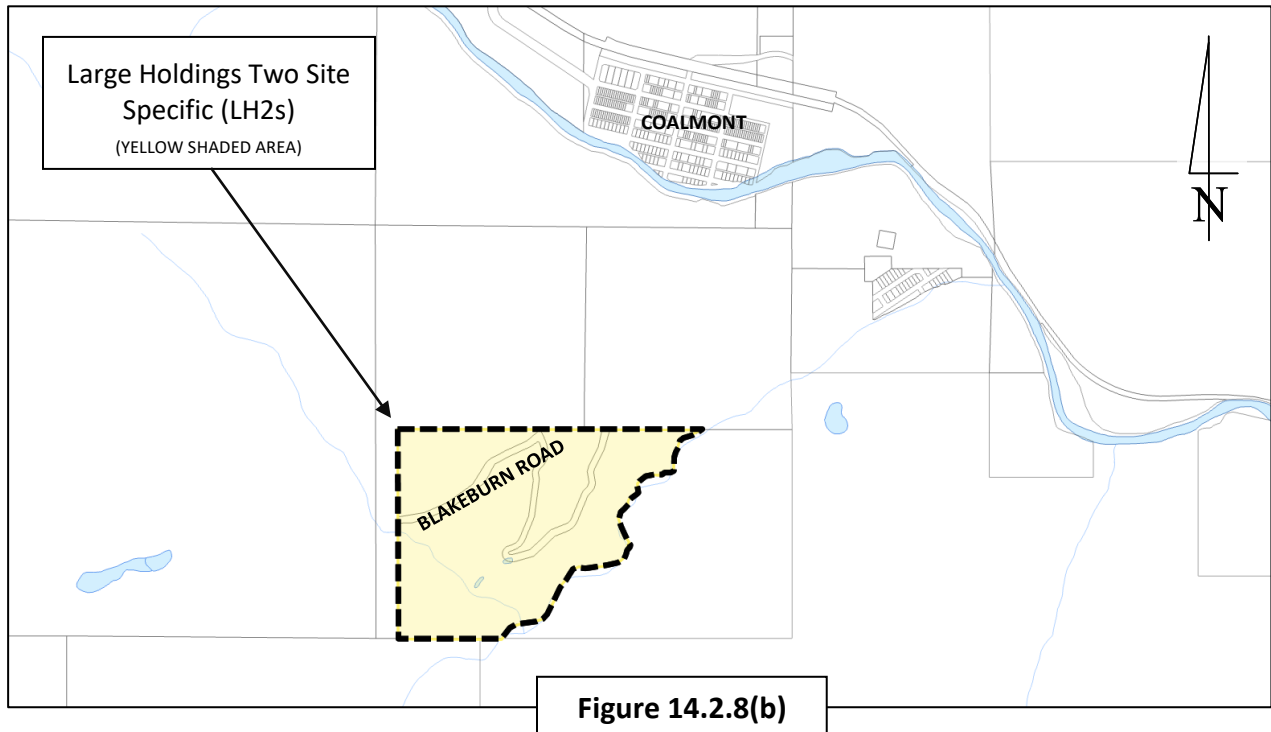 Large Holdings Two Site
Specific (LH2s)
(YELLOW SHADED AREA)
COALMONT
N
BLAKEBURN ROAD
Figure 14.2.8(b)